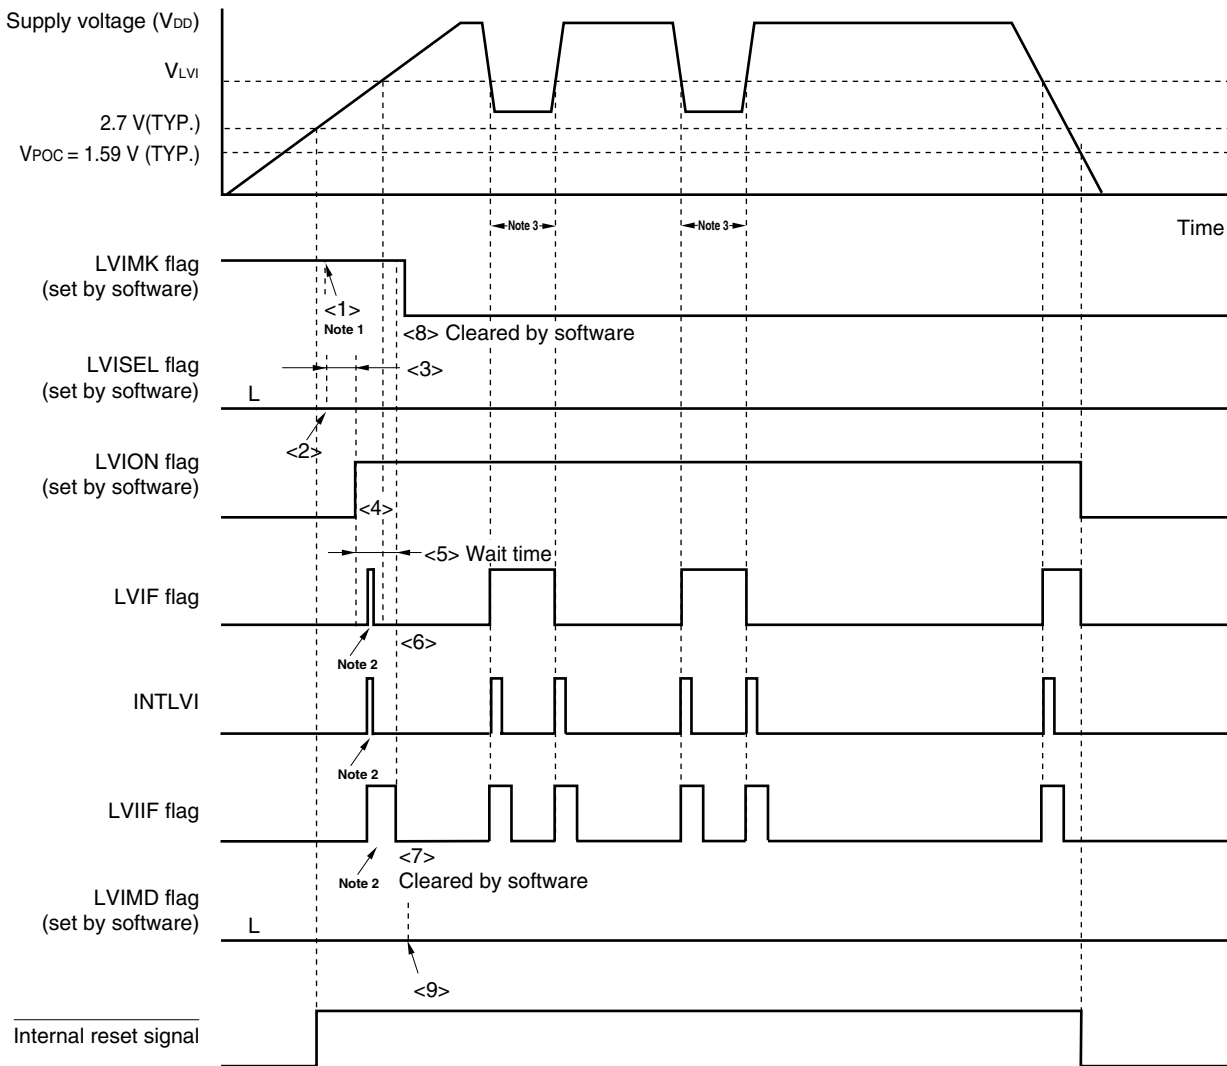 Supply voltage (VDD)
VLVI
2.7 V(TYP.)
VPOC = 1.59 V (TYP.)
Note 3
Note 3
Time
LVIMK flag
(set by software)
<1>
Note 1
<8> Cleared by software
LVISEL flag
(set by software)
L
<3>
<2>
LVION flag
(set by software)
<4>
<5> Wait time
LVIF flag
<6>
Note 2
INTLVI
Note 2
LVIIF flag
<7>
Note 2
Cleared by software
LVIMD flag
(set by software)
L
<9>
Internal reset signal